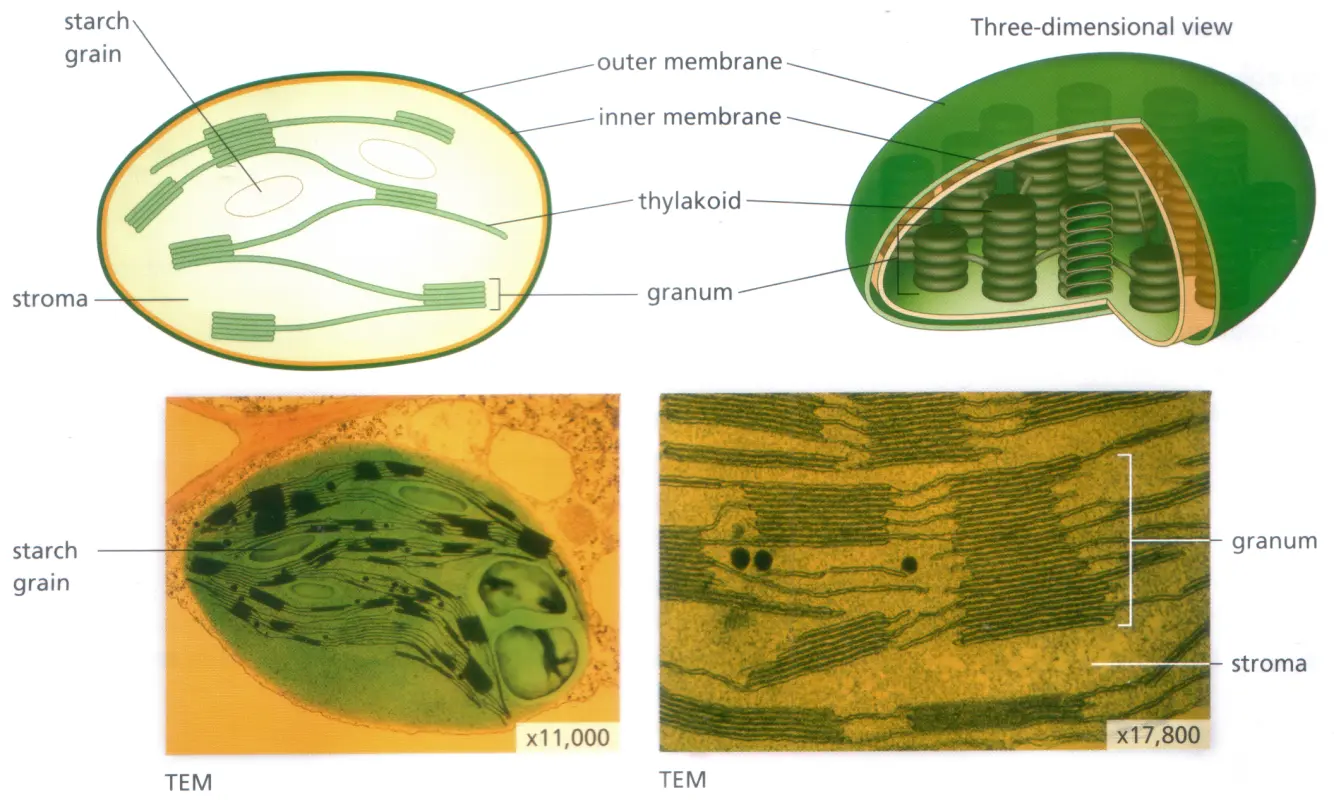 starch
grain
Three-dimensional view
outer membrane
inner membrane
thylakoid
stroma
granum
starch
grain
granum
stroma
x11,000
x17,800
TEM
TEM